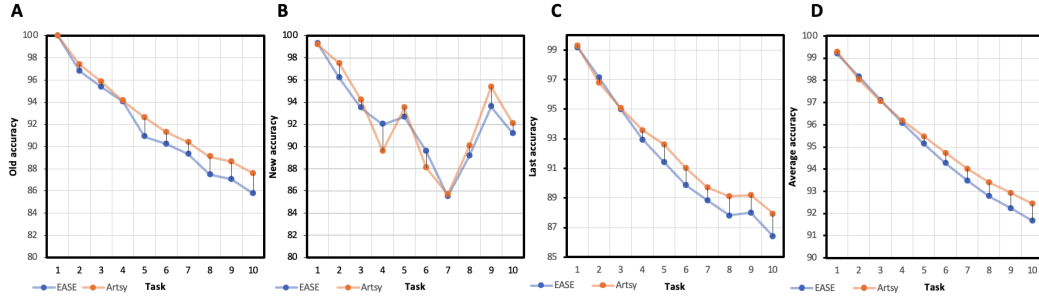 A
B
C
D
Old accuracy
100
98
96
94
92
90
88
86
84
82
80
1 2 3 4 5 6 7 8 9 10
EASE Artsy Task
New accuracy
100
98
96
94
92
90
88
86
84
82
80
1 2 3 4 5 6 7 8 9 10
EASE Artsy Task
Last accuracy
99
97
95
93
91
89
87
85
1 2 3 4 5 6 7 8 9 10
EASE Artsy Task
Average accuracy
100
99
98
97
96
95
94
93
92
91
90
1 2 3 4 5 6 7 8 9 10
EASE Artsy Task